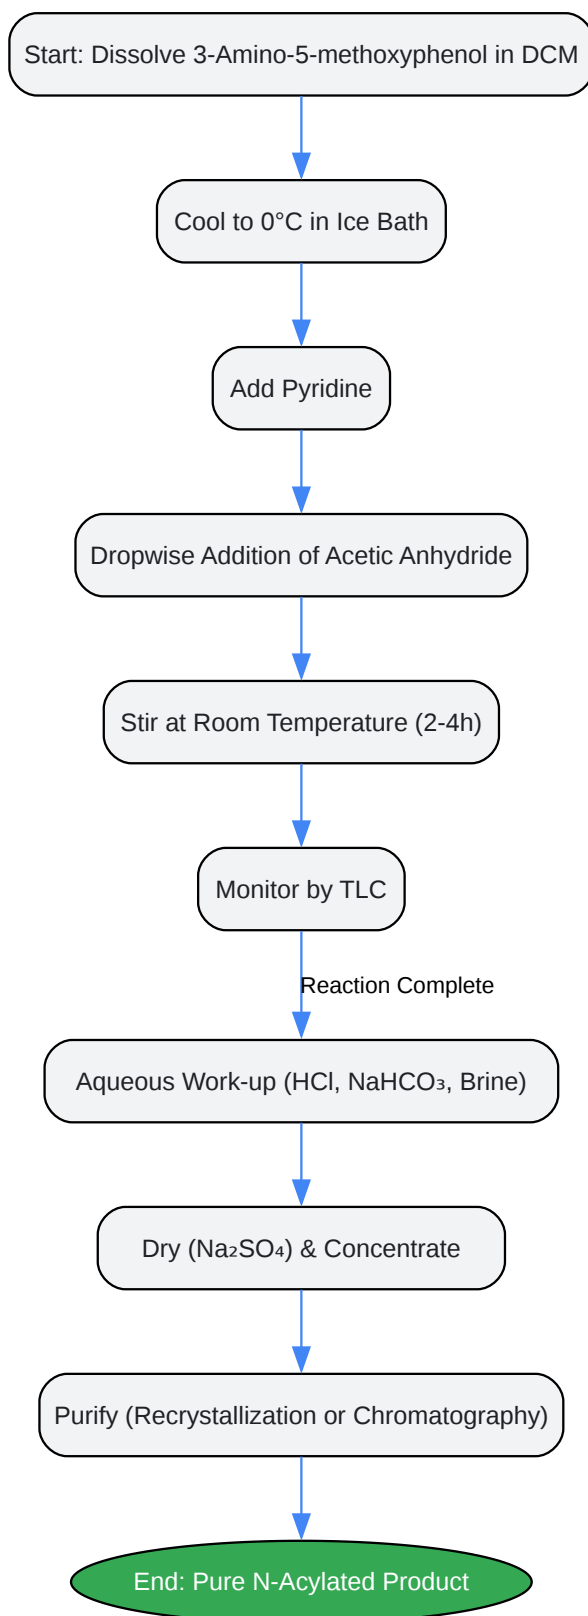 Start: Dissolve 3-Amino-5-methoxyphenol in DCM
Cool to 0°C in Ice Bath
Add Pyridine
Dropwise Addition of Acetic Anhydride
Stir at Room Temperature (2-4h)
Monitor by TLC
Reaction Complete
Aqueous Work-up (HCl, NaHCO₃, Brine)
Dry (Na₂SO₄) & Concentrate
Purify (Recrystallization or Chromatography)
End: Pure N-Acylated Product